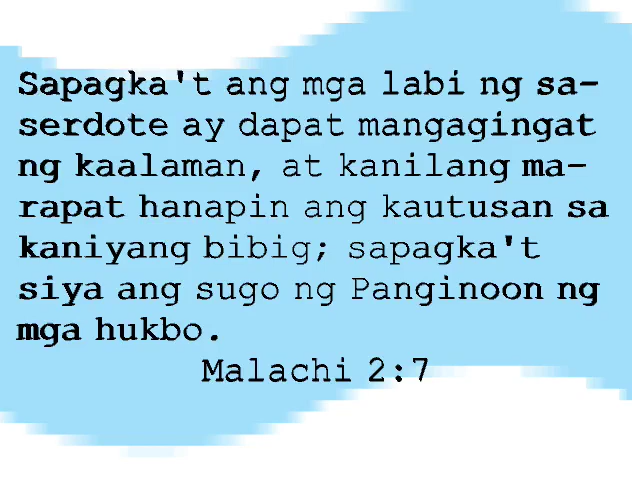 Sapagka't ang mga labi ng sa-
serdote ay dapat mangagingat
ng kaalaman, at kanilang ma-
rapat hanapin ang kautusan sa
kaniyang bibig; sapagka't
siya ang sugo ng Panginoon ng
mga hukbo.
Malachi 2:7